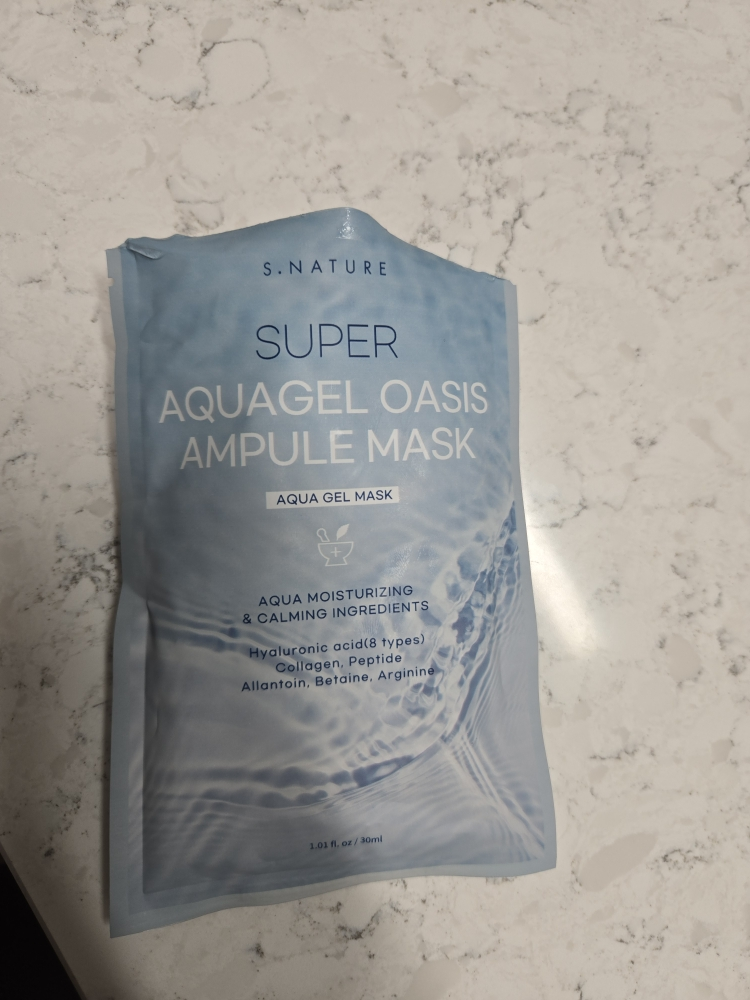 S.NATURE
SUPER
AQUAGEL OASIS
AMPULE MASK
AQUA GEL MASK
AQUA MOISTURIZING
& CALMING INGREDIENTS
Hyaluronic acid(8 types)
Collagen, Peptide
Allantoin, Betaine, Arginine
1.01 fl. oz / 30ml